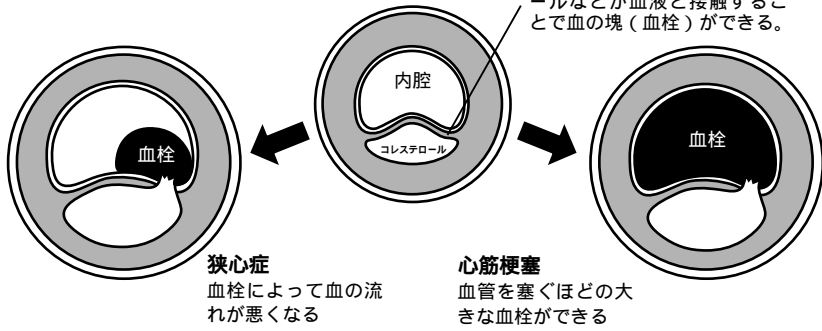 ールなどが血液と接触するこ
とで血の塊（血栓）ができる。
内腔
コレステロール
血栓
血栓
狭心症
血栓によって血の流
れが悪くなる
心筋梗塞
血管を塞ぐほどの大
きな血栓ができる